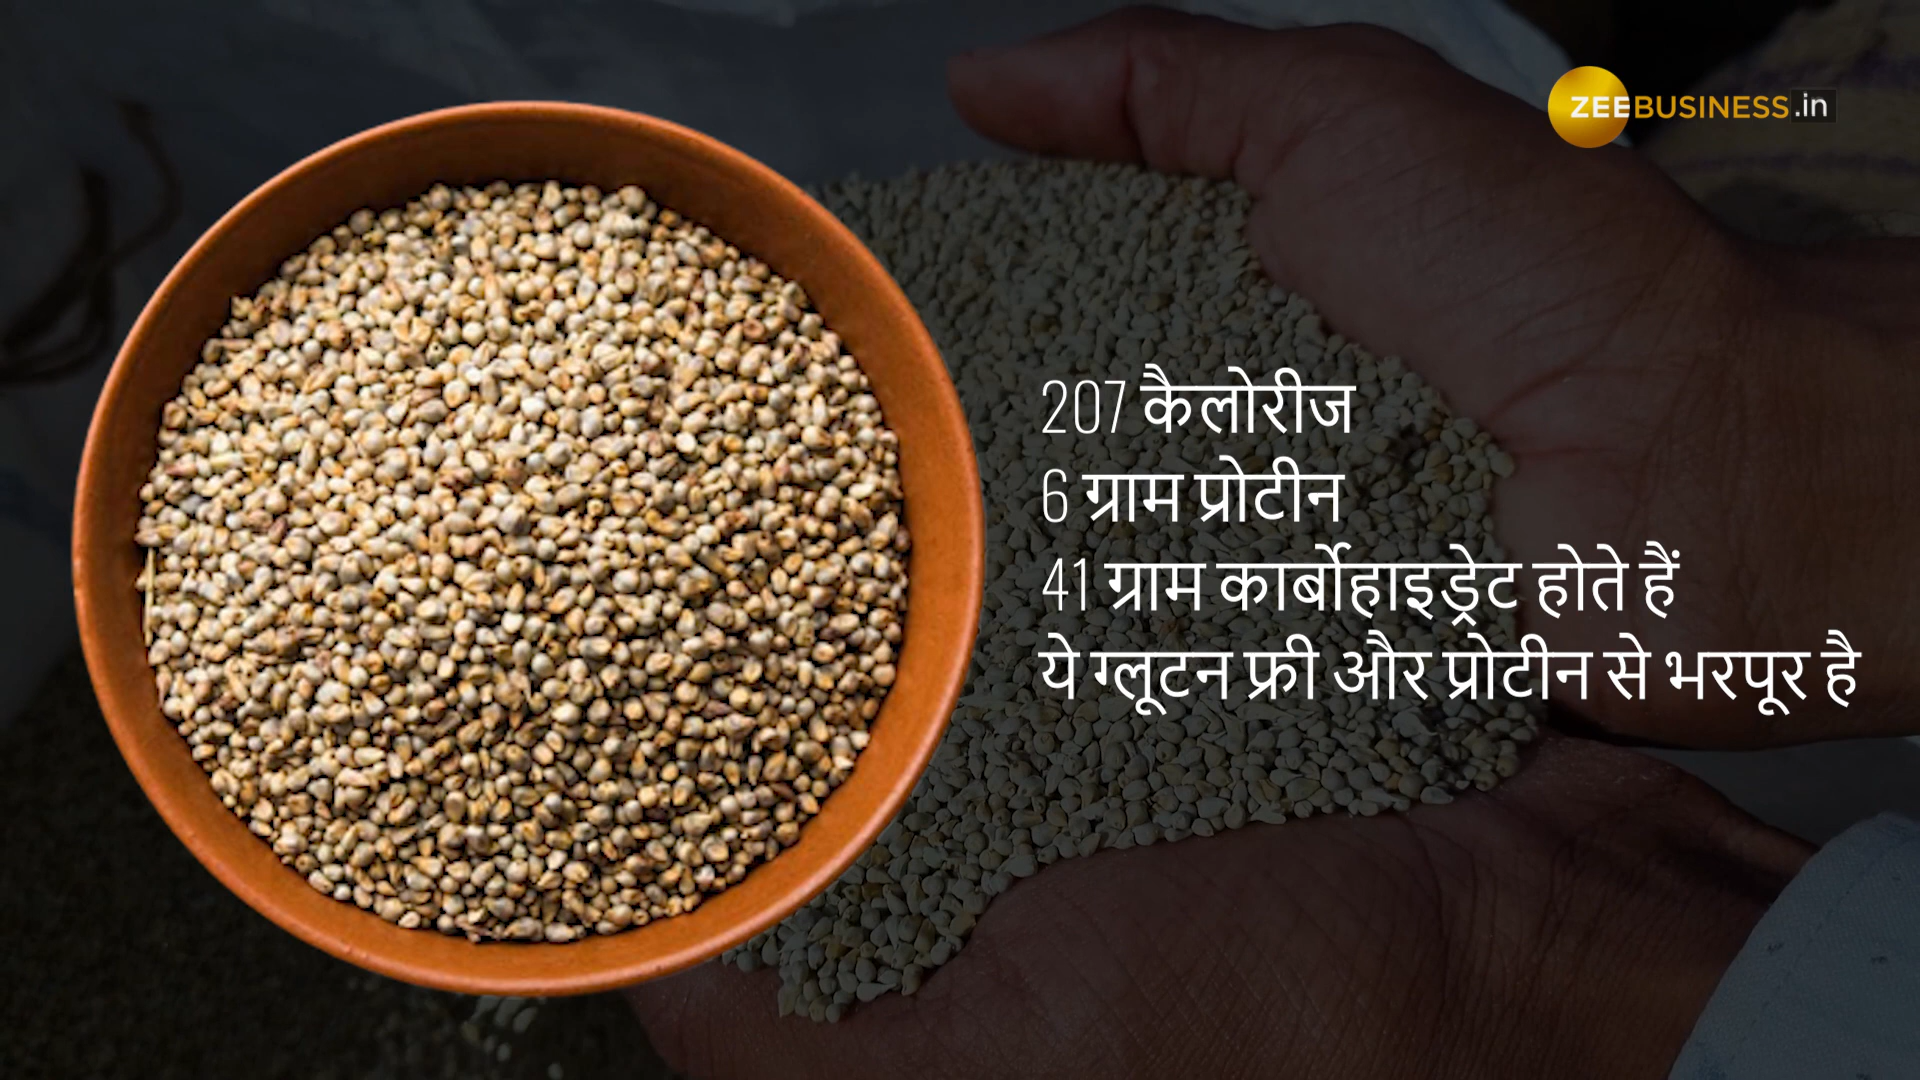 ZEEBUSINESS.in
207 कैलोरीज
6 ग्राम प्रोटीन
41 ग्राम कार्बोहाइड्रेट होते हैं
ये ग्लूटन फ्री और प्रोटीन से भरपूर है